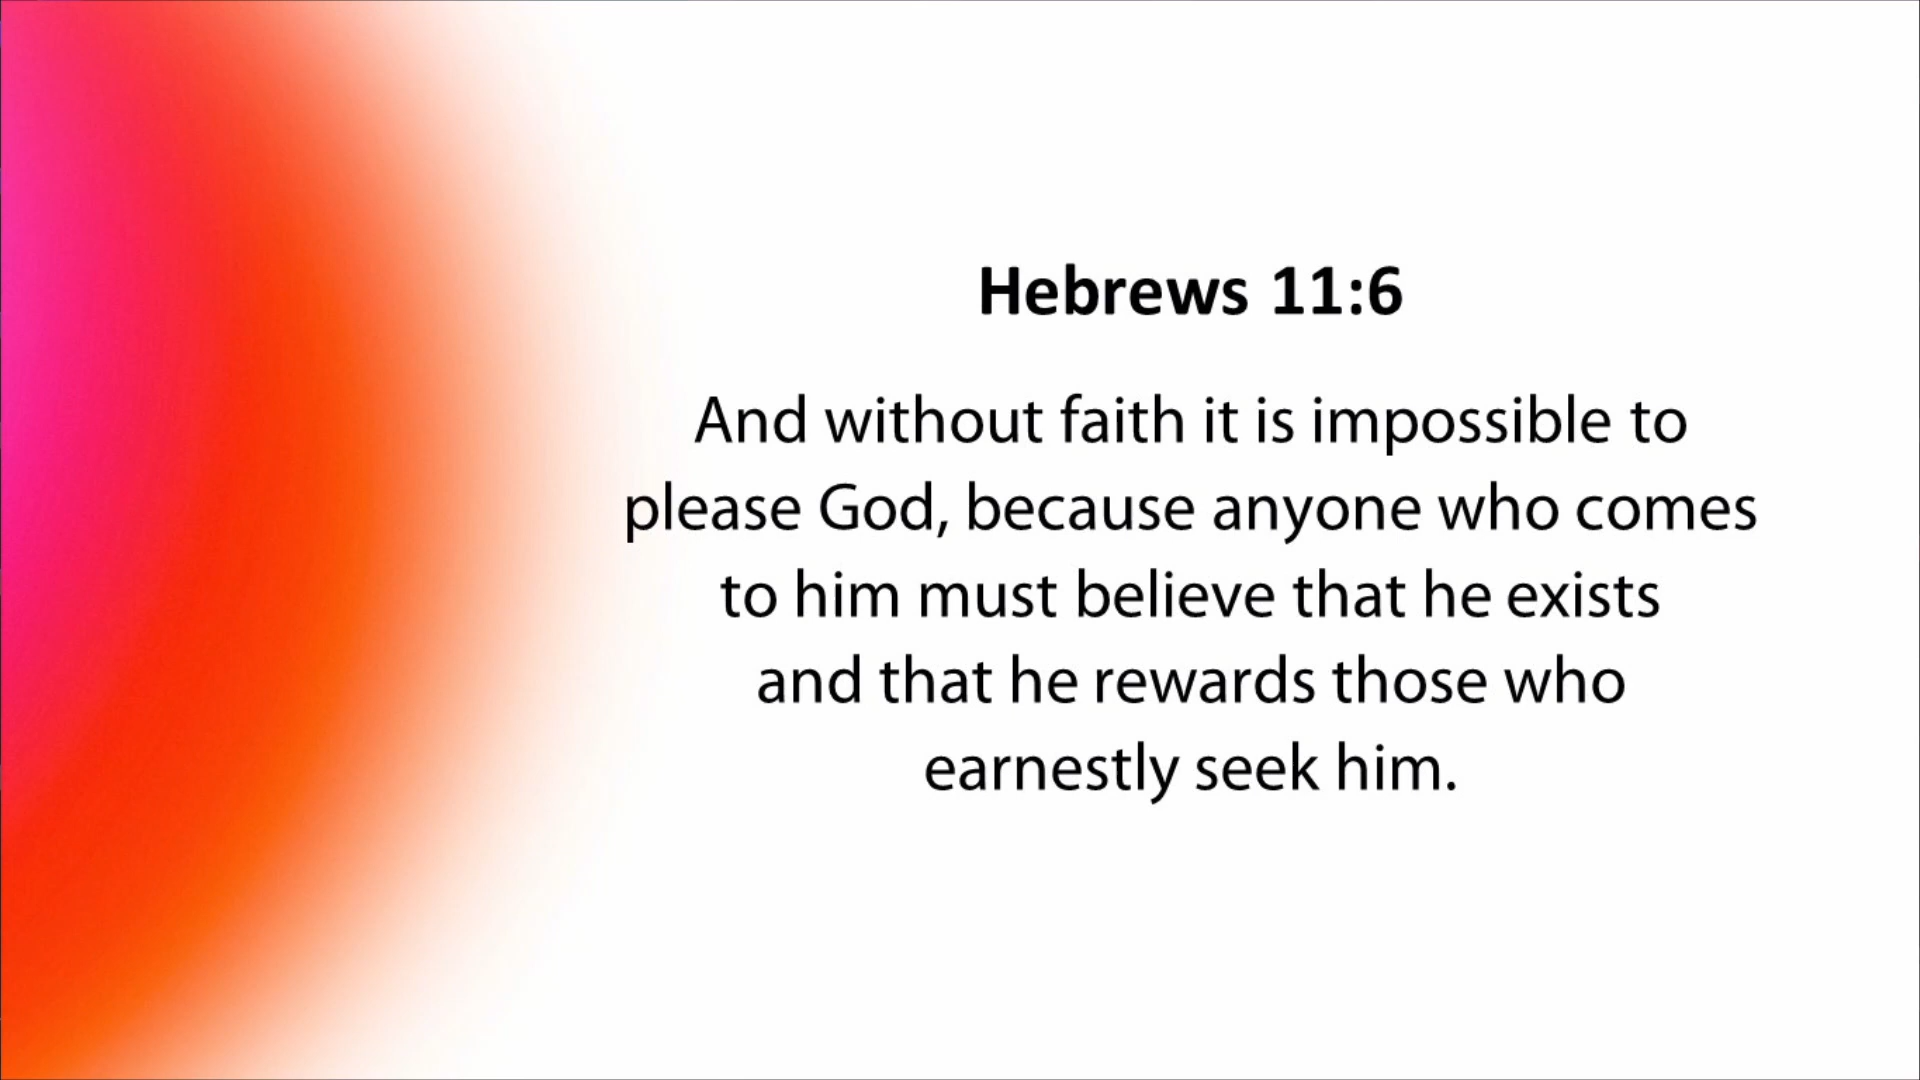 Hebrews 11:6
And without faith it is impossible to
please God, because anyone who comes
to him must believe that he exists
and that he rewards those who
earnestly seek him.